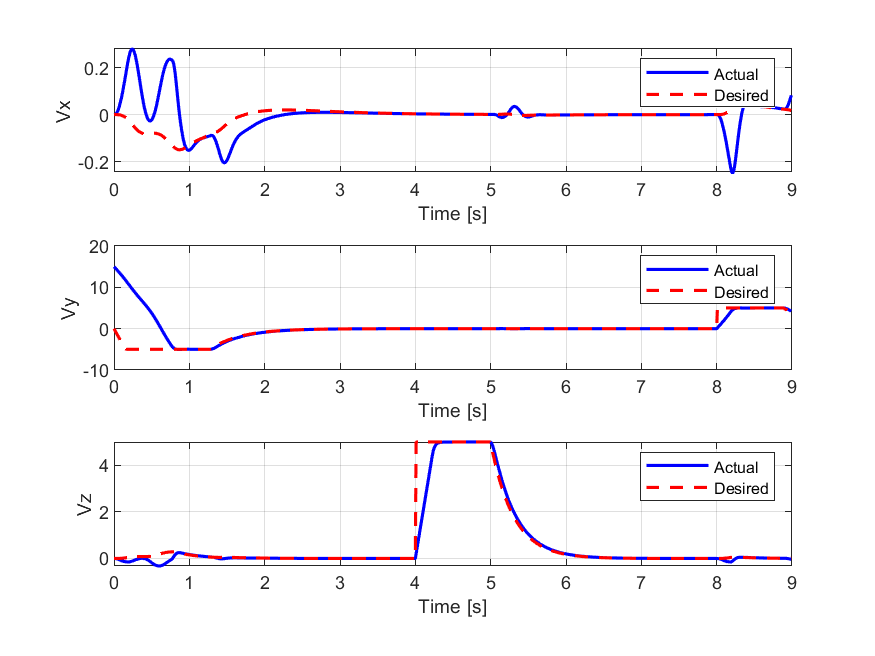 0.2
0
-0.2
Vx
Actual
Desired
0 1 2 3 4 5 6 7 8 9
Time [s]
20
10
0
-10
Vy
Actual
Desired
0 1 2 3 4 5 6 7 8 9
Time [s]
4
2
0
Vz
Actual
Desired
0 1 2 3 4 5 6 7 8 9
Time [s]